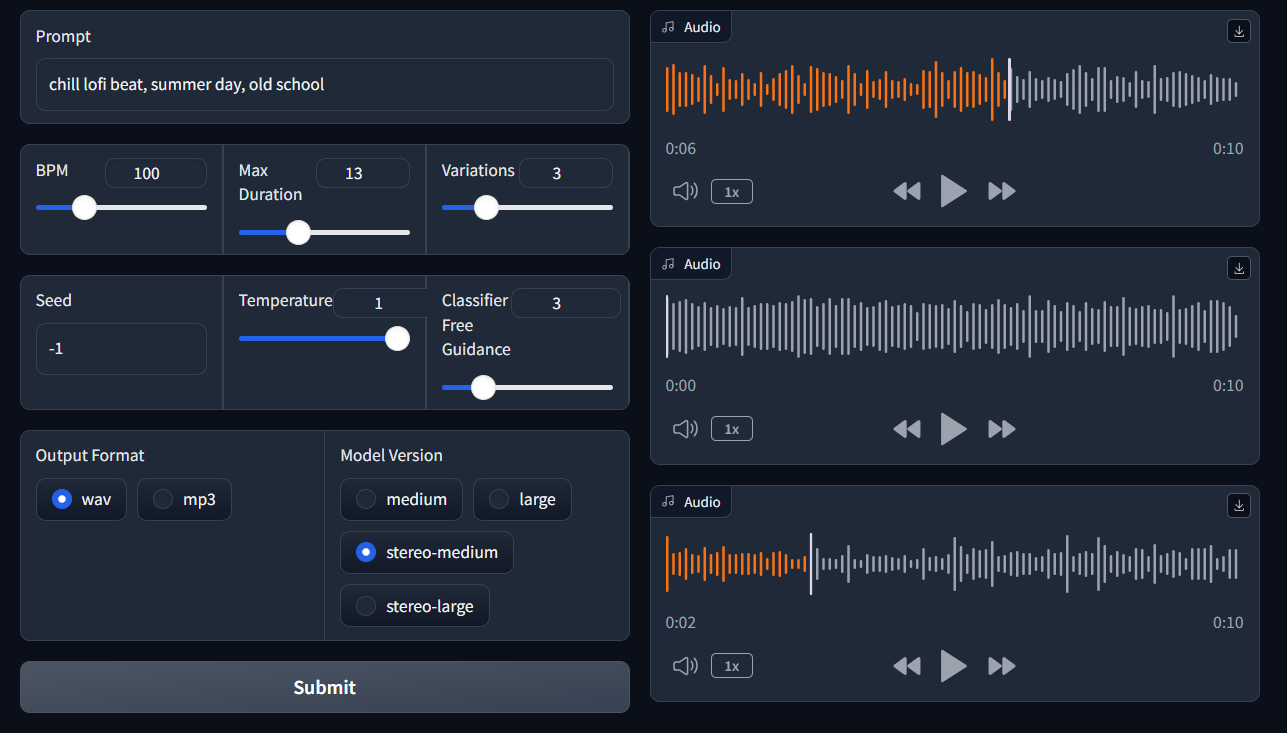 Prompt
chill lofi beat, summer day, old school
BPM 100
Max 13
Duration
Variations 3
Seed
-1
Temperature 1
Classifier 3
Free
Guidance
Output Format
wav mp3
Model Version
medium large
stereo-medium
stereo-large
Submit
Audio
0:06 0:10
1x
Audio
0:00 0:10
1x
Audio
0:02 0:10
1x